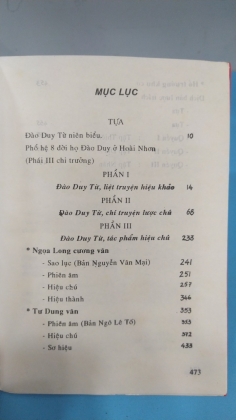 MỤC LỤC
TỰA
Đào Duy Từ niên biểu. 10
Phổ hệ 8 đời họ Đào Duy ở Hoài Nhơn
(Phái III chi trưởng)
PHẦN I
Đào Duy Từ, liệt truyện hiệu khảo 14
PHẦN II
Đào Duy Từ, chí truyện lược chú 68
PHẦN III
Đào Duy Từ, tác phẩm hiệu chú 238
* Ngọa Long cương vãn
- Sao lục (Bản Nguyễn Văn Mại) 241
- Phiên âm 251
- Hiệu chú 257
- Hiệu thành 346
* Tư Dung vãn 353
- Phiên âm (Bản Ngô Lê Tố) 353
- Hiệu chú 372
- Sơ hiệu 433
473